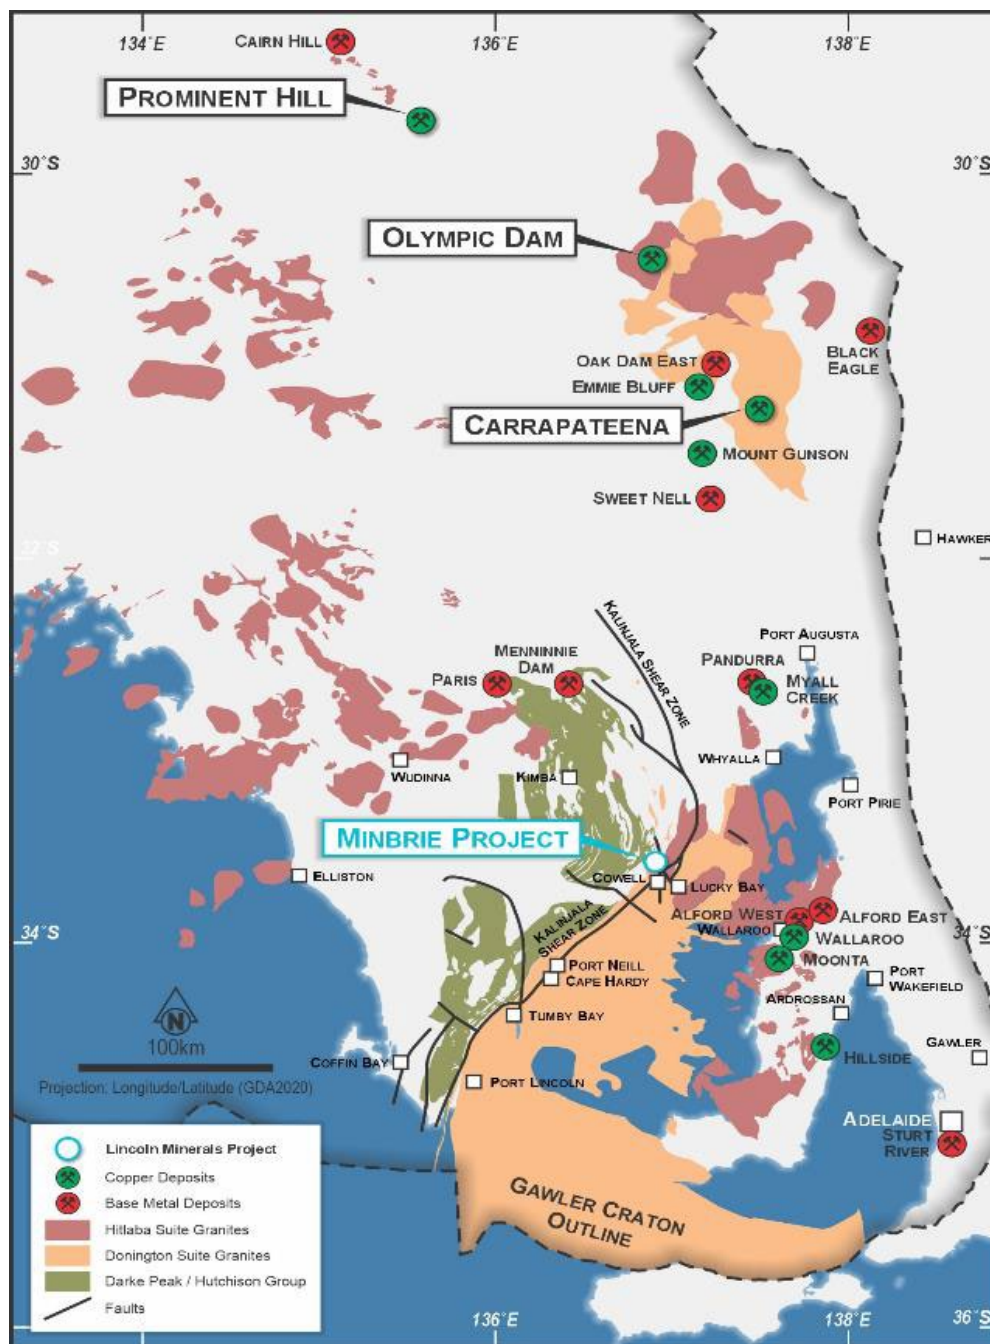 134°E
136°E
138°E
CAIRN HILL
PROMINENT HILL
30°S
30°S
OLYMPIC DAM
BLACK
EAGLE
OAK DAM EAST
EMMIE BLUFF
CARRAPATEENA
MOUNT GUNSON
SWEET NELL
HAWKER
KALINJALA SHEAR ZONE
PORT AUGUSTA
MENNINNIE
DAM
PARIS
PANDURRA
MYALL
CREEK
WUDINNA
KIMBA
WHYALLA
PORT PIRIE
MINBRIE PROJECT
ELLISTON
COWELL
LUCKY BAY
KALINJALA
SHEAR ZONE
ALFORD WEST
ALFORD EAST
WALLAROO
WALLAROO
34°S
34°S
MOONTA
PORT NEILL
CAPE HARDY
PORT
WAKEFIELD
ARDROSSAN
TUMBY BAY
GAWLER
N
100km
COFFIN BAY
HILLSIDE
Projection: Longitude/Latitude (GDA2020)
PORT LINCOLN
ADELAIDE
STURT
RIVER
Lincoln Minerals Project
Copper Deposits
Base Metal Deposits
Hitlaba Suite Granites
Donington Suite Granites
Darke Peak / Hutchison Group
Faults
GAWLER CRATON
OUTLINE
136°E
138°E
36°S